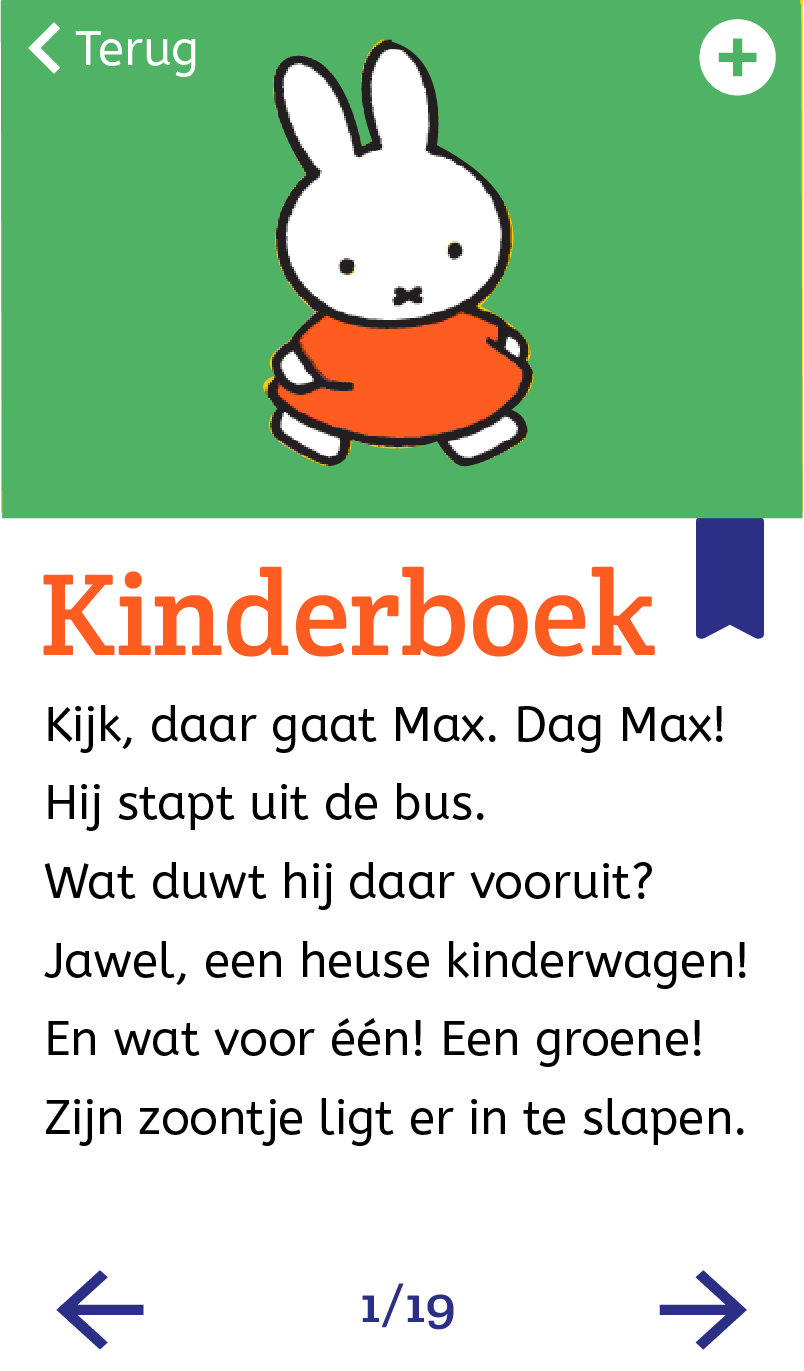 Terug
Kinderboek
Kijk, daar gaat Max. Dag Max!
Hij stapt uit de bus.
Wat duwt hij daar vooruit?
Jawel, een heuse kinderwagen!
En wat voor één! Een groene!
Zijn zoontje ligt er in te slapen.
1/19